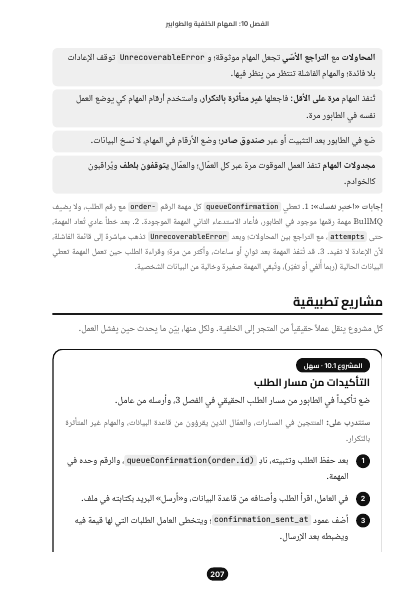 الفصل 10: المهام الخلفية والطوابير
المحاولات مع التراجع الأسّي تجعل المهام موثوقة؛ و UnrecoverableError توقف الإعادات
بلا فائدة؛ والمهام الفاشلة تنتظر من ينظر فيها.
تُنفذ المهام مرة على الأقل: فاجعلها غير متأثرة بالتكرار، واستخدم أرقام المهام كي يوضع العمل
نفسه في الطابور مرة.
ضع في الطابور بعد التثبيت أو عبر صندوق صادر؛ وضع الأرقام في المهام، لا نسخ البيانات.
مجدولات المهام تنفذ العمل الموقوت مرة عبر كل العمّال؛ والعمّال يتوقفون بلطف ويُراقبون
كالخوادم.
إجابات «اختبر نفسك»: 1. تعطي queueConfirmation كل مهمة الرقم order- مع رقم الطلب، ولا يضيف
BullMQ مهمة رقمها موجود في الطابور، فأعاد الاستدعاء الثاني المهمة الموجودة. 2. بعد خطأ عادي تُعاد المهمة،
حتى attempts، مع التراجع بين المحاولات؛ وبعد UnrecoverableError تذهب مباشرة إلى قائمة الفاشلة،
لأن الإعادة لا تفيد. 3. قد تُنفذ المهمة بعد ثوانٍ أو ساعات، وأكثر من مرة؛ وقراءة الطلب حين تعمل المهمة تعطي
البيانات الحالية (ربما أُلغي أو تغيّر)، وتُبقي المهمة صغيرة وخالية من البيانات الشخصية.
مشاريع تطبيقية
كل مشروع ينقل عملاً حقيقياً من المتجر إلى الخلفية. ولكل منها، بيّن ما يحدث حين يفشل العمل.
المشروع 10.1 · سهل
التأكيدات من مسار الطلب
ضع تأكيداً في الطابور من مسار الطلب الحقيقي في الفصل 3، وأرسله من عامل.
ستتدرب على: المنتجين في المسارات، والعمّال الذين يقرؤون من قاعدة البيانات، والمهام غير المتأثرة
بالتكرار.
1 بعد حفظ الطلب وتثبيته، نادِ queueConfirmation(order.id)، والرقم وحده في
المهمة.
2 في العامل، اقرأ الطلب وأصنافه من قاعدة البيانات، و«أرسل» البريد بكتابته في ملف.
3 أضف عمود confirmation_sent_at؛ ويتخطى العامل الطلبات التي لها قيمة فيه
ويضبطه بعد الإرسال.
207